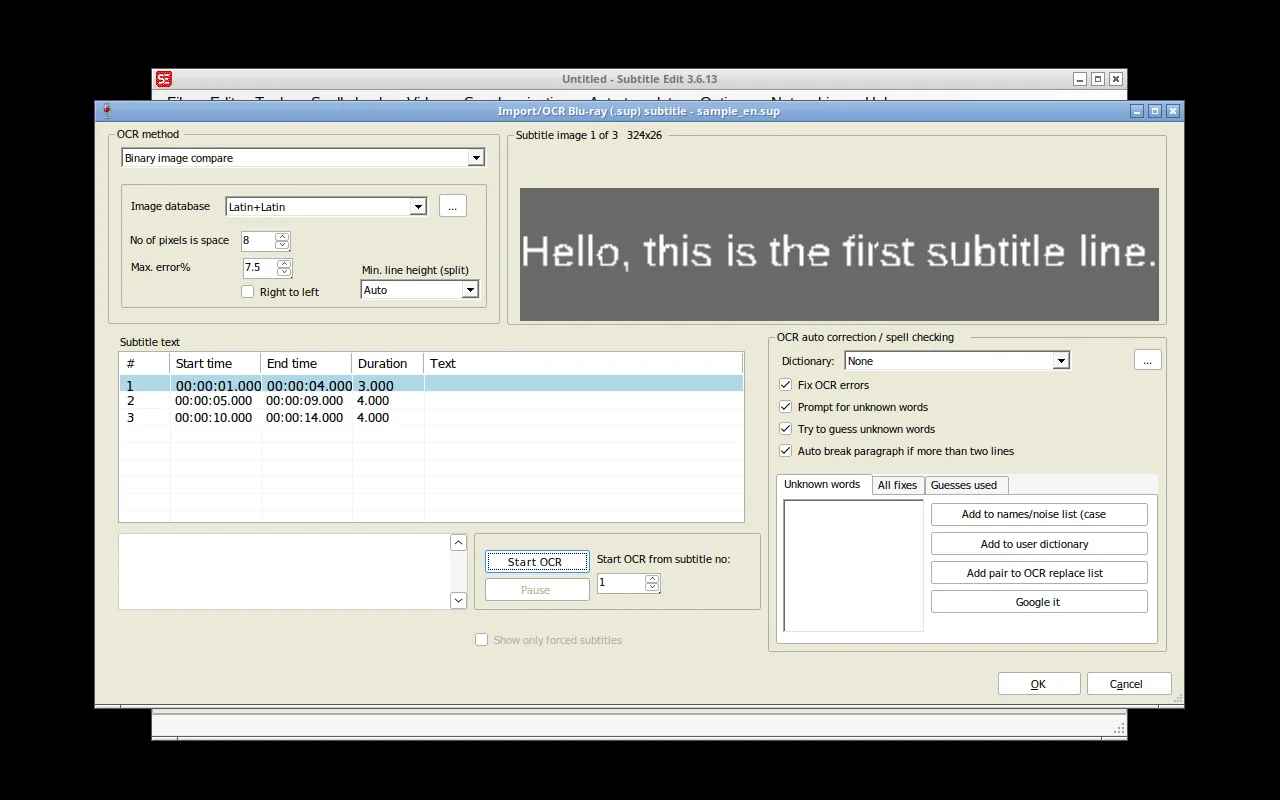 Untitled - Subtitle Edit 3.6.13
Import/OCR Blu-ray (.sup) subtitle - sample_en.sup
OCR method
Binary image compare
Image database
Latin+Latin
...
No of pixels is space
8
Max. error%
7.5
Min. line height (split)
Right to left
Auto
Subtitle image 1 of 3 324x26
Hello, this is the first subtitle line.
Subtitle text
# Start time End time Duration Text
1 00:00:01.000 00:00:04.000 3.000
2 00:00:05.000 00:00:09.000 4.000
3 00:00:10.000 00:00:14.000 4.000
Start OCR
Pause
Start OCR from subtitle no:
1
Show only forced subtitles
OCR auto correction / spell checking
Dictionary:
None
...
Fix OCR errors
Prompt for unknown words
Try to guess unknown words
Auto break paragraph if more than two lines
Unknown words All fixes Guesses used
Add to names/noise list (case
Add to user dictionary
Add pair to OCR replace list
Google it
OK
Cancel